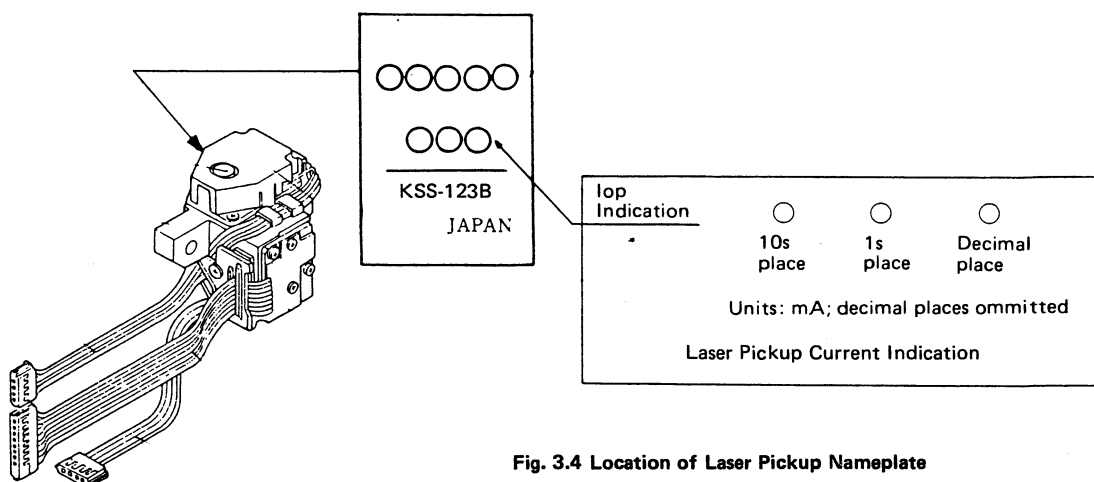 KSS-123B
JAPAN
Iop
Indication
10s
place
1s
place
Decimal
place
Units: mA; decimal places ommitted
Laser Pickup Current Indication
Fig. 3.4 Location of Laser Pickup Nameplate